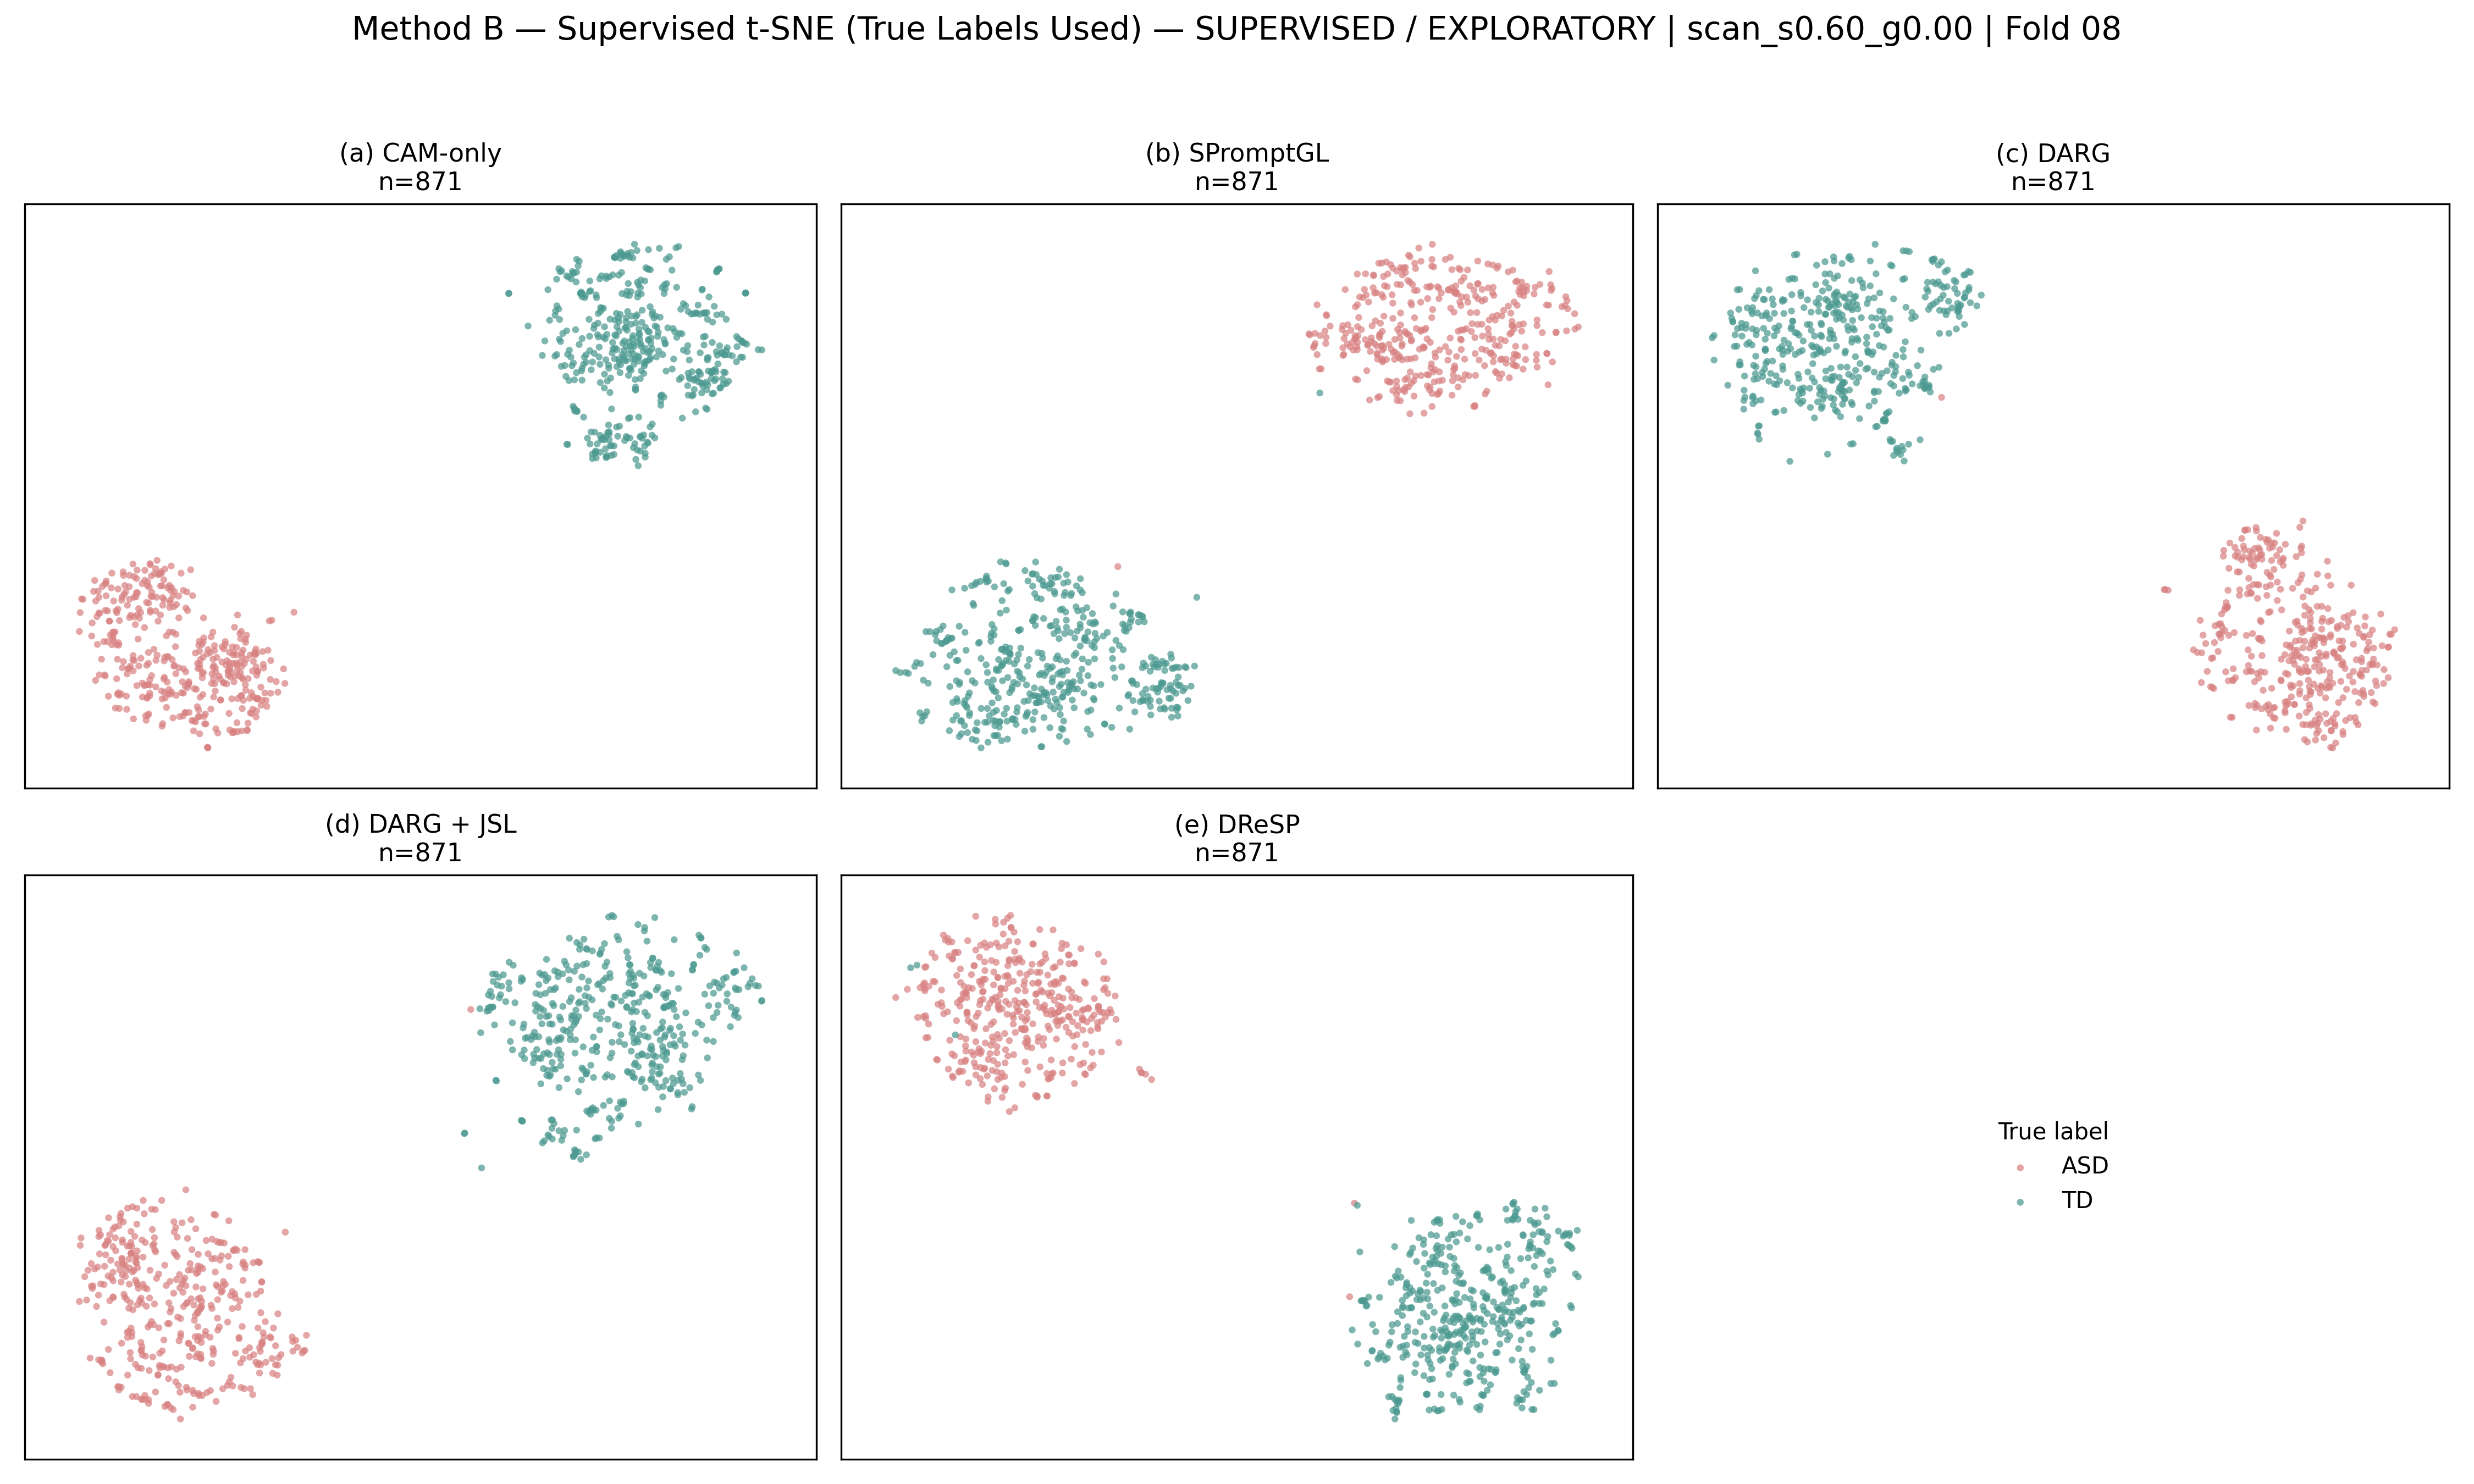 Method B — Supervised t-SNE (True Labels Used) — SUPERVISED / EXPLORATORY | scan_s0.60_g0.00 | Fold 08
(a) CAM-only
n=871
(b) SPromptGL
n=871
(c) DARG
n=871
(d) DARG + JSL
n=871
(e) DReSP
n=871
True label
ASD
TD